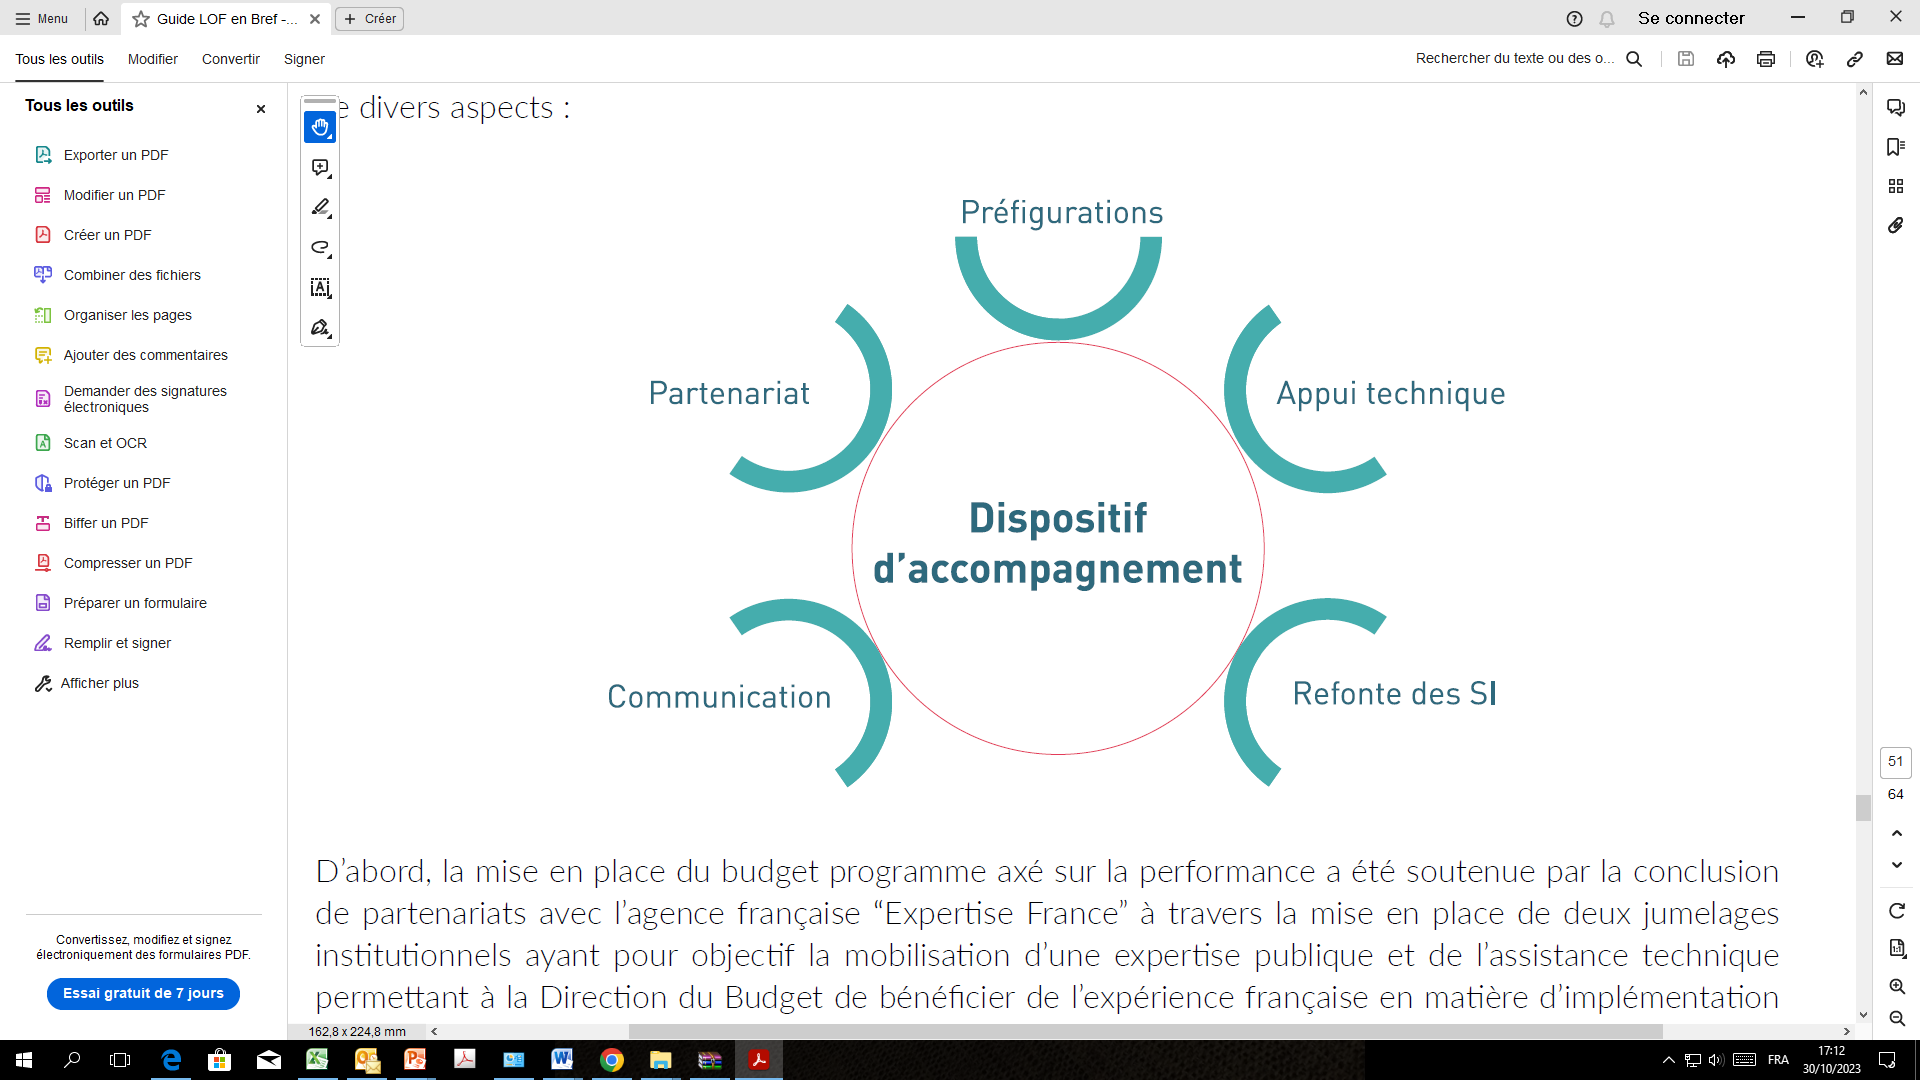 Menu
Guide LOF en Bref -...
Créer
Se connecter
Tous les outils
Modifier
Convertir
Signer
Rechercher du texte ou des o...
Tous les outils
Exporter un PDF
Modifier un PDF
Créer un PDF
Combiner des fichiers
Organiser les pages
Ajouter des commentaires
Demander des signatures
électroniques
Scan et OCR
Protéger un PDF
Biffer un PDF
Compresser un PDF
Préparer un formulaire
Remplir et signer
Afficher plus
Convertissez, modifiez et signez
électroniquement des formulaires PDF.
Essai gratuit de 7 jours
e divers aspects :
Préfigurations
Partenariat
Appui technique
Dispositif
d’accompagnement
Communication
Refonte des SI
D’abord, la mise en place du budget programme axé sur la performance a été soutenue par la conclusion
de partenariats avec l’agence française “Expertise France” à travers la mise en place de deux jumelages
institutionnels ayant pour objectif la mobilisation d’une expertise publique et de l’assistance technique
permettant à la Direction du Budget de bénéficier de l’expérience française en matière d’implémentation
162,8 x 224,8 mm
51
64
FRA
17:12
30/10/2023